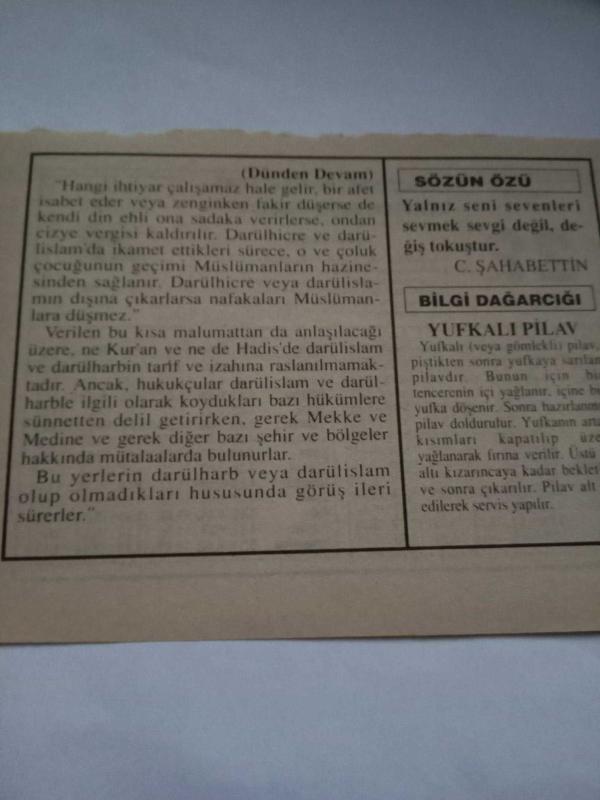 (Dünden Devam)
"Hangi ihtiyar çalışamaz hale gelir, bir afet
isabet eder veya zenginken fakir düşerse de
kendi din ehli ona sadaka verirlerse, ondan
cizye vergisi kaldırılır. Darülhicre ve darü-
lislam'da ikamet ettikleri sürece, o ve çoluk
çocuğunun geçimi Müslümanların hazine-
sinden sağlanır. Darülhicre veya darülisla-
mın dışına çıkarlarsa nafakaları Müslüman-
lara düşmez."
Verilen bu kısa malumattan da anlaşılacağı
üzere, ne Kur'an ve ne de Hadis'de darülislam
ve darülharbin tarif ve izahına raslanılmamak-
tadır. Ancak, hukukçular darülislam ve darül-
harble ilgili olarak koydukları bazı hükümlere
sünnetten delil getirirken, gerek Mekke ve
Medine ve gerek diğer bazı şehir ve bölgeler
hakkında mütalaalarda bulunurlar.
Bu yerlerin darülharb veya darülislam
olup olmadıkları hususunda görüş ileri
sürerler."
SÖZÜN ÖZÜ
Yalnız seni sevenleri
sevmek sevgi değil, de-
ğiş tokuştur.
C. ŞAHABETTİN
BİLGİ DAĞARCIĞI
YUFKALI PİLAV
Yufkalı (veya gömlekli) pilav,
piştikten sonra yufkaya sarılan
pilavdır. Bunun için bir
tencerenin içi yağlanır, içine bu
yufka döşenir. Sonra hazırlanmı
pilav doldurulur. Yufkanın arta
kısımları kapatılıp üze
yağlanarak fırına verilir. Üstü
altı kızarıncaya kadar beklet
ve sonra çıkarılır. Pilav alt
edilerek servis yapılır.